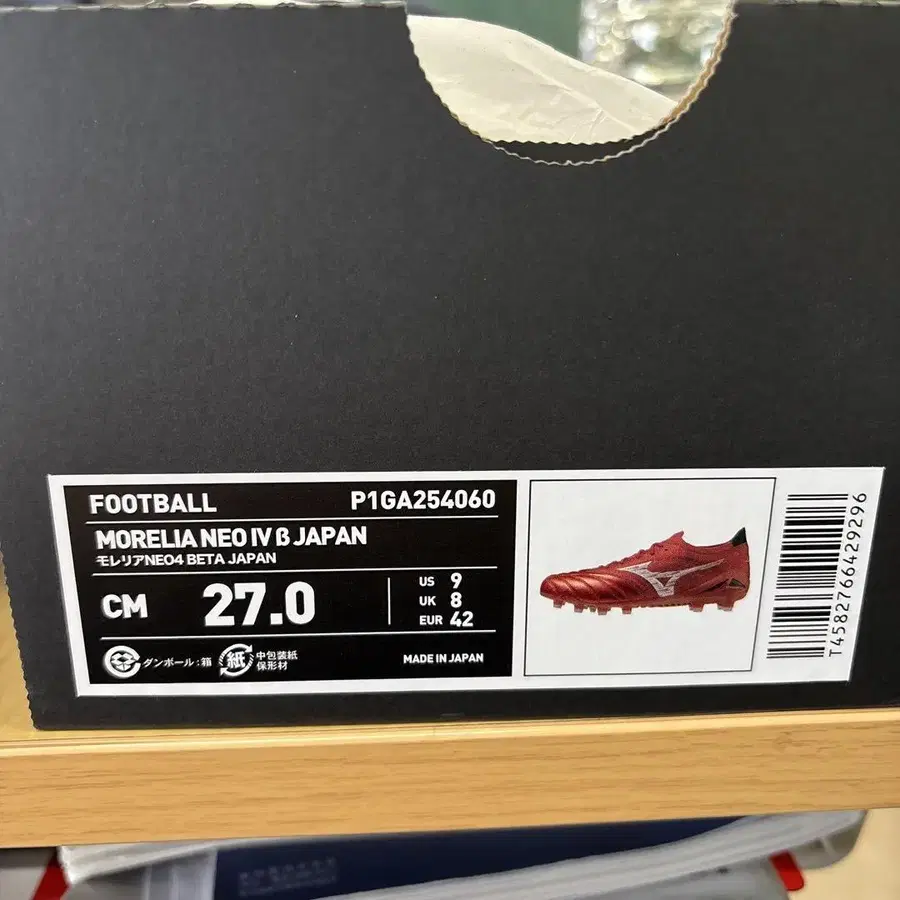 FOOTBALL P1GA254060
MORELIA NEO IV β JAPAN
モレリアNEO4 BETA JAPAN
CM 27.0
US 9
UK 8
EUR 42
ダンボール:箱
紙 中包装紙
保形材
MADE IN JAPAN
T4582766429296